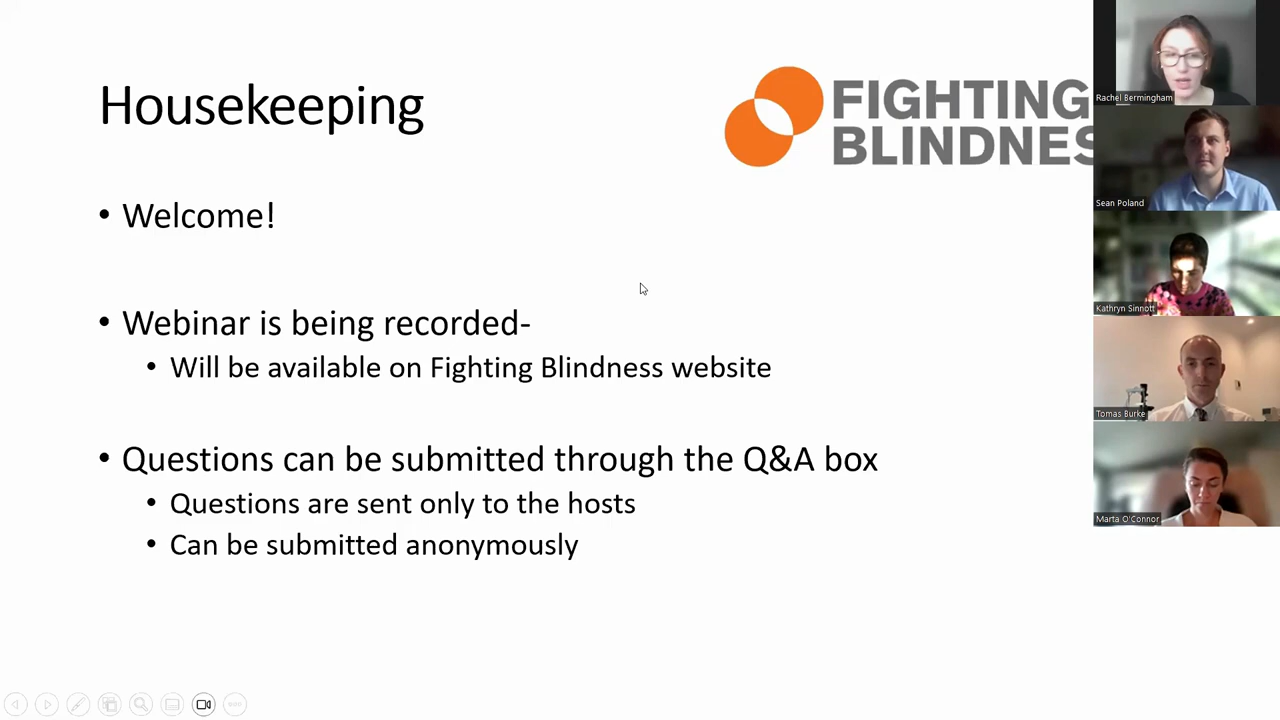 Housekeeping
FIGHTING
BLINDNES
• Welcome!
• Webinar is being recorded-
• Will be available on Fighting Blindness website
• Questions can be submitted through the Q&A box
• Questions are sent only to the hosts
• Can be submitted anonymously
Rachel Bermingham
Sean Poland
Kathryn Sinnott
Tomas Burke
Marta O'Connor